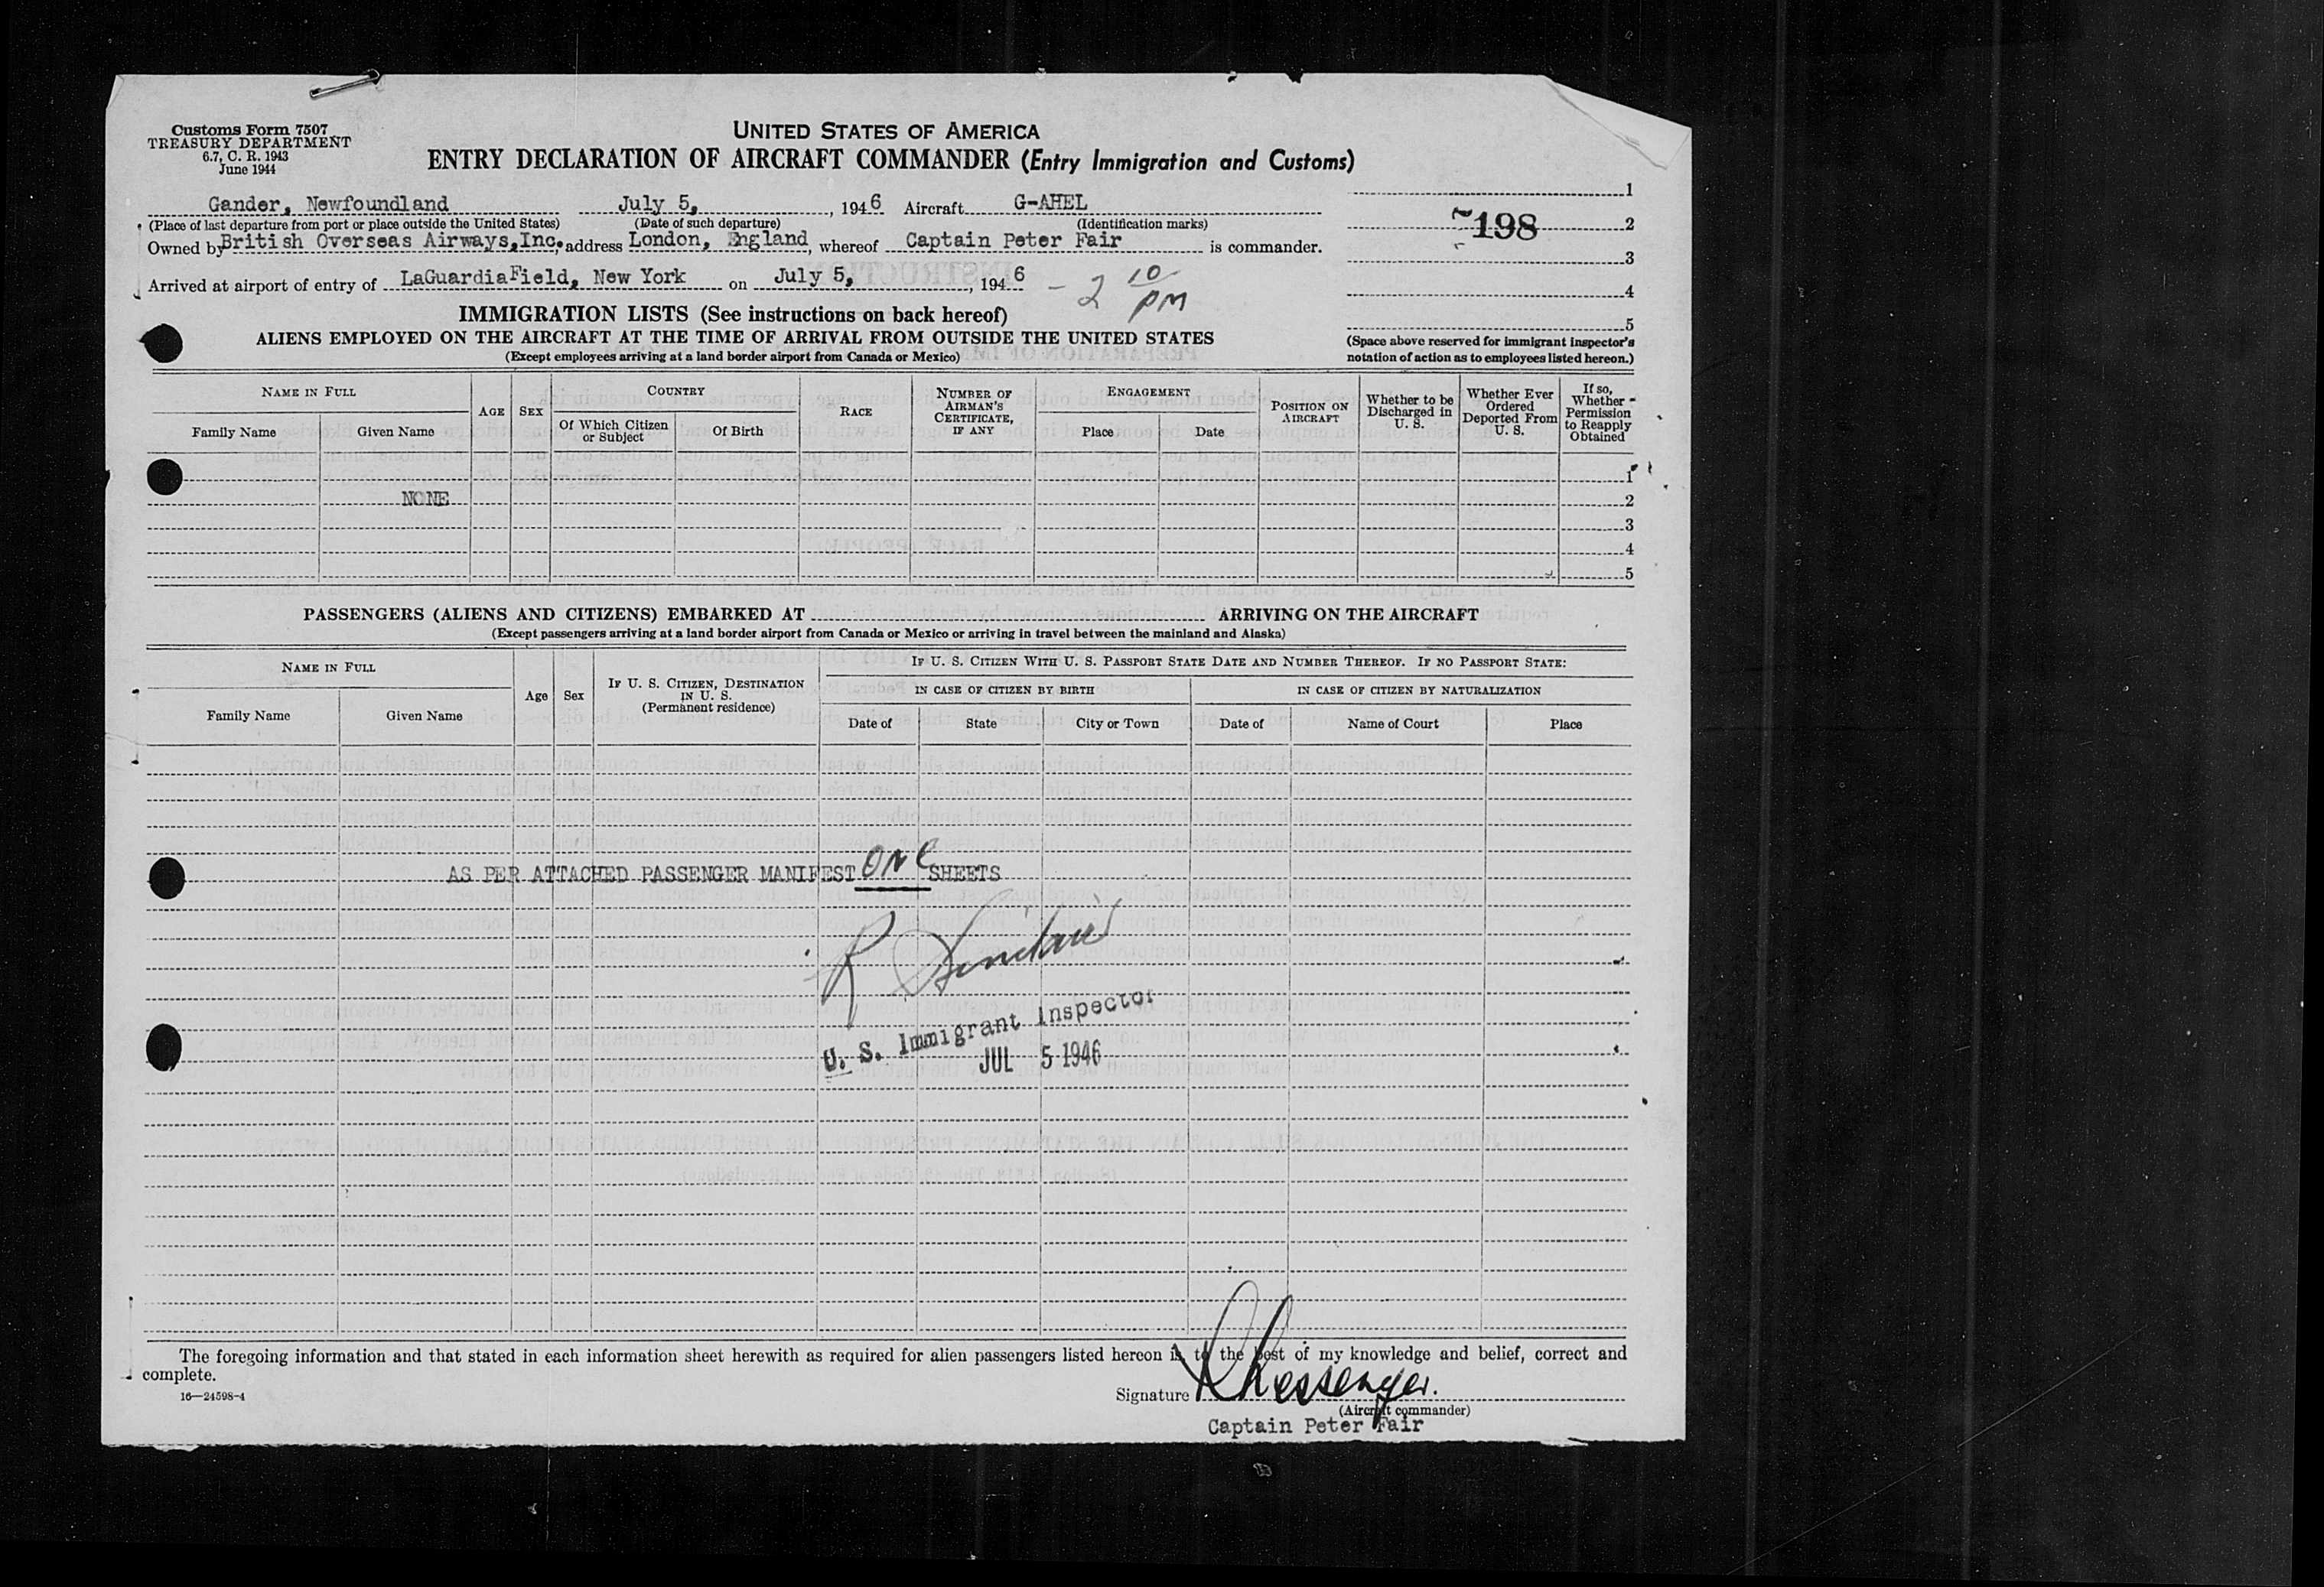 Customs Form 7507
TREASURY DEPARTMENT
6.7, C. R. 1943
June 1944
UNITED STATES OF AMERICA
ENTRY DECLARATION OF AIRCRAFT COMMANDER (Entry Immigration and Customs)
Gander, Newfoundland July 5, , 1946 Aircraft G-AHEL
(Place of last departure from port or place outside the United States) (Date of such departure) (Identification marks)
Owned by British Overseas Airways, Inc. address London, England, whereof Captain Peter Fair is commander.
Arrived at airport of entry of LaGuardia Field, New York on July 5, , 1946 - 2 10 PM
1
198 2
3
4
5
(Space above reserved for immigrant inspector's
notation of action as to employees listed hereon.)
IMMIGRATION LISTS (See instructions on back hereof)
ALIENS EMPLOYED ON THE AIRCRAFT AT THE TIME OF ARRIVAL FROM OUTSIDE THE UNITED STATES
(Except employees arriving at a land border airport from Canada or Mexico)
NAME IN FULL
Family Name Given Name
AGE SEX
COUNTRY
Of Which Citizen or Subject Of Birth
RACE
NUMBER OF AIRMAN'S CERTIFICATE, IF ANY
ENGAGEMENT
Place Date
POSITION ON AIRCRAFT
Whether to be Discharged in U. S.
Whether Ever Ordered Deported From U. S.
If so, Whether Permission to Reapply Obtained
1
NONE 2
3
4
5
PASSENGERS (ALIENS AND CITIZENS) EMBARKED AT ARRIVING ON THE AIRCRAFT
(Except passengers arriving at a land border airport from Canada or Mexico or arriving in travel between the mainland and Alaska)
NAME IN FULL
Family Name Given Name
Age Sex
IF U. S. CITIZEN, DESTINATION IN U. S.
(Permanent residence)
IF U. S. CITIZEN WITH U. S. PASSPORT STATE DATE AND NUMBER THEREOF. IF NO PASSPORT STATE:
IN CASE OF CITIZEN BY BIRTH IN CASE OF CITIZEN BY NATURALIZATION
Date of State City or Town Date of Name of Court Place
AS PER ATTACHED PASSENGER MANIFEST ONE SHEETS
R Sinclair
U. S. Immigrant Inspector
JUL 5 1946
The foregoing information and that stated in each information sheet herewith as required for alien passengers listed hereon is, to the best of my knowledge and belief, correct and
complete.
16—24598-4
Signature
(Aircraft commander)
Captain Peter Fair